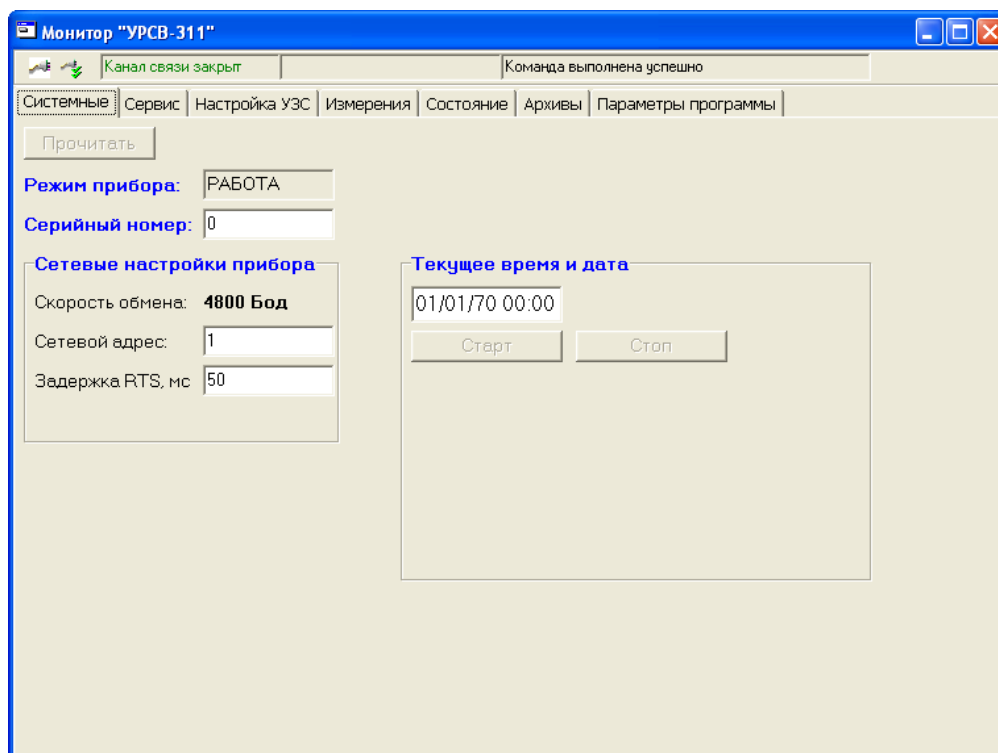 Монитор "УРСВ-311"
Канал связи закрыт Команда выполнена успешно
Системные Сервис Настройка УЗС Измерения Состояние Архивы Параметры программы
Прочитать
Режим прибора: РАБОТА
Серийный номер: 0
Сетевые настройки прибора
Скорость обмена: 4800 Бод
Сетевой адрес: 1
Задержка RTS, мс 50
Текущее время и дата
01/01/70 00:00
Старт Стоп